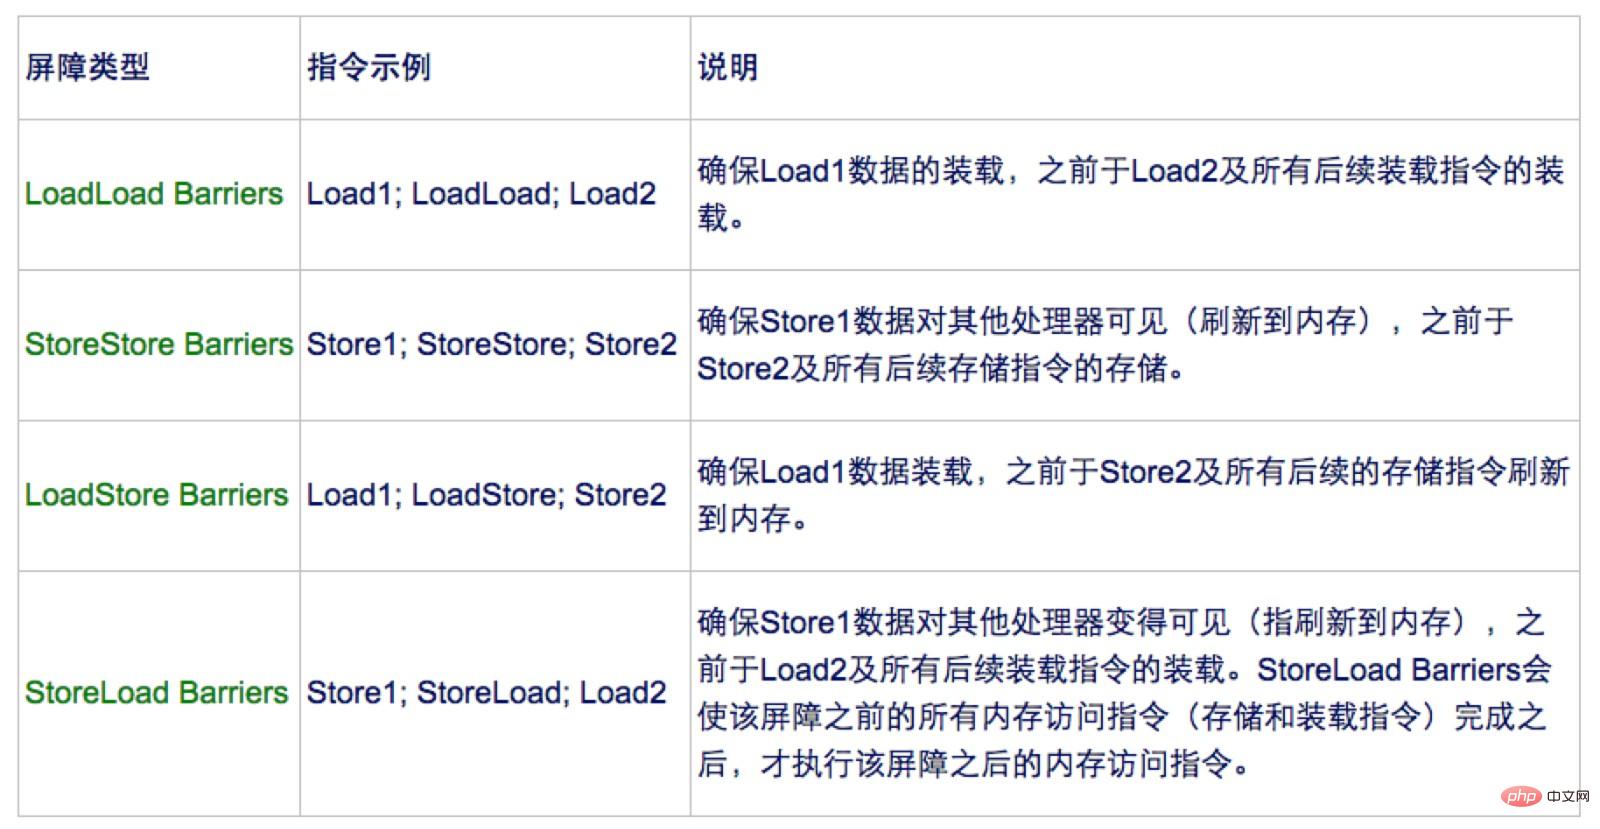 屏障类型 指令示例 说明
LoadLoad Barriers Load1; LoadLoad; Load2 确保Load1数据的装载，之前于Load2及所有后续装载指令的装
载。
StoreStore Barriers Store1; StoreStore; Store2 确保Store1数据对其他处理器可见（刷新到内存），之前于
Store2及所有后续存储指令的存储。
LoadStore Barriers Load1; LoadStore; Store2 确保Load1数据装载，之前于Store2及所有后续的存储指令刷新
到内存。
StoreLoad Barriers Store1; StoreLoad; Load2 确保Store1数据对其他处理器变得可见（指刷新到内存），之
前于Load2及所有后续装载指令的装载。StoreLoad Barriers会
使该屏障之前的所有内存访问指令（存储和装载指令）完成之
后，才执行该屏障之后的内存访问指令。
php 中文网